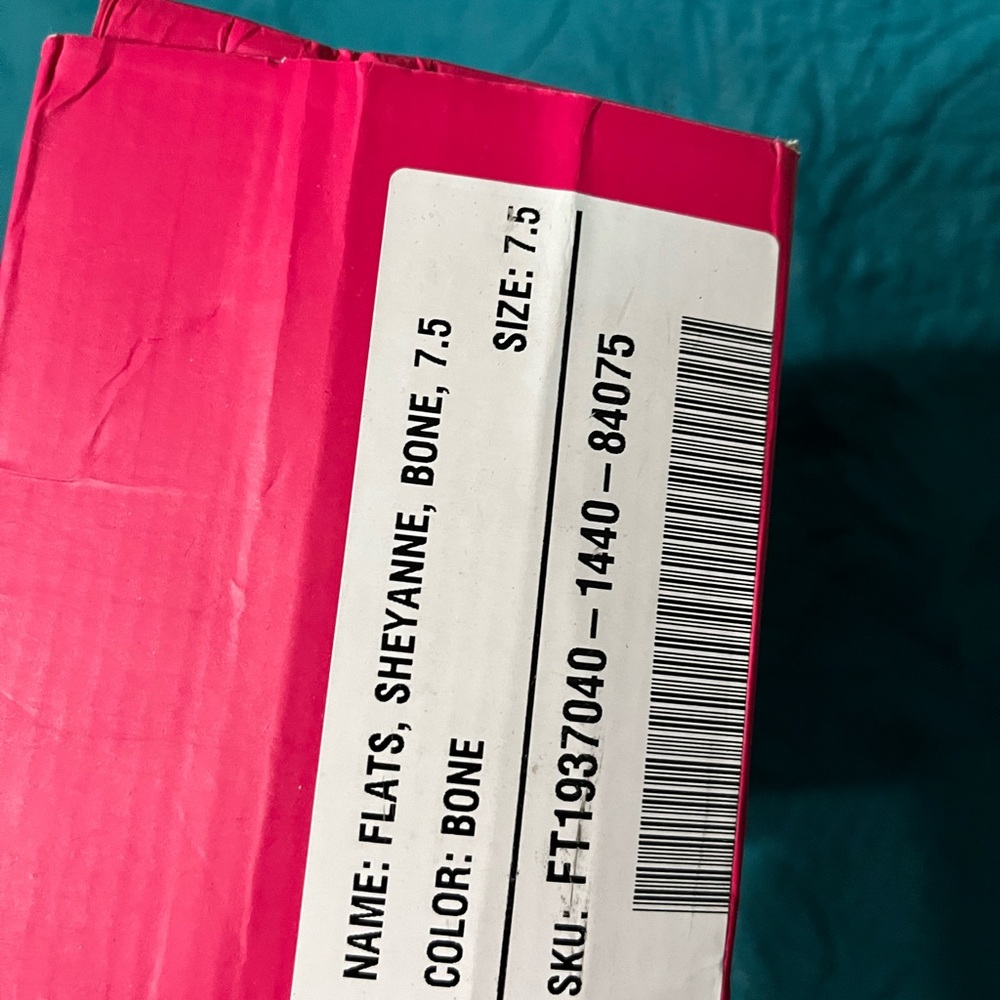 NAME: FLATS, SHEYANNE, BONE, 7.5
COLOR: BONE
SIZE: 7.5
SKU: FT1937040-1440-84075